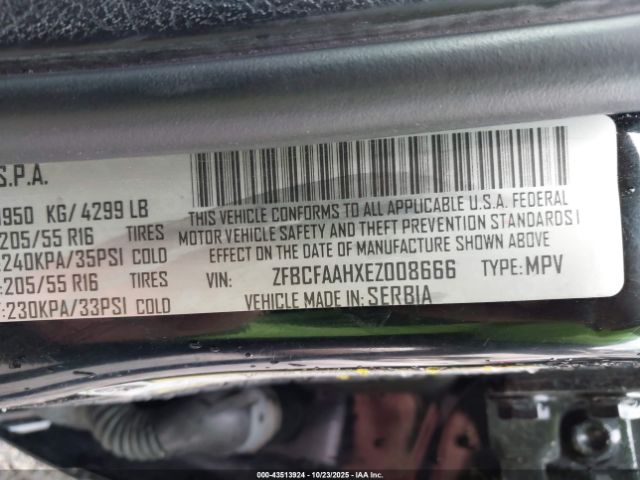 S.P.A.
950 KG/ 4299 LB
THIS VEHICLE CONFORMS TO ALL APPLICABLE U.S.A. FEDERAL
205/55 R16 TIRES MOTOR VEHICLE SAFETY AND THEFT PREVENTION STANDARDS I
:240KPA/35PSI COLD EFFECT ON THE DATE OF MANUFACTURE SHOWN ABOVE.
:205/55 R16 TIRES VIN: ZFBCFAAHXEZ008666 TYPE: MPV
:230KPA/33PSI COLD VEHICLE MADE IN: SERBIA
000-43513924 | 10/23/2025 | IAAI.com